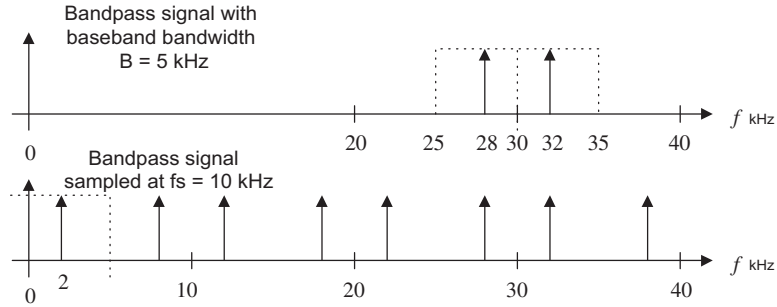 Bandpass signal with
baseband bandwidth
B = 5 kHz
f kHz
0 20 25 28 30 32 35 40
Bandpass signal
sampled at fs = 10 kHz
f kHz
0 2 10 20 30 40